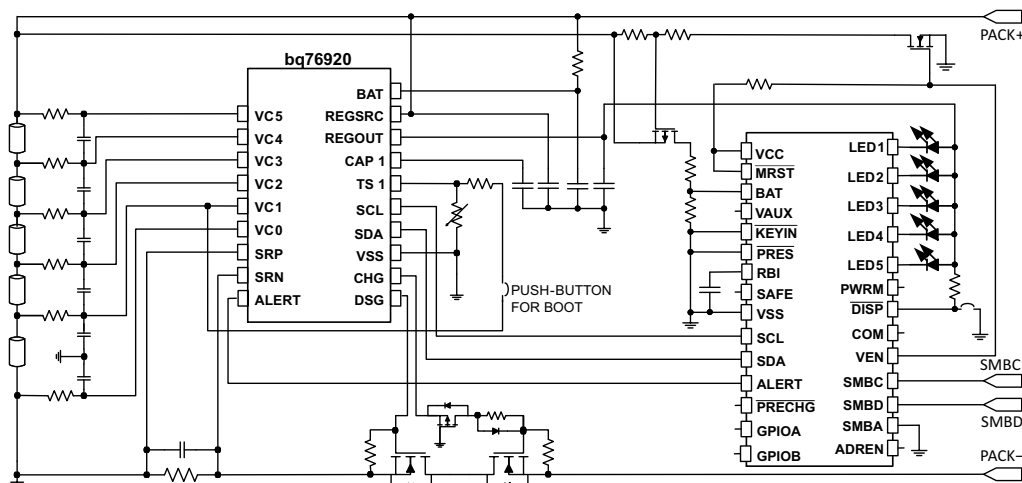 PACK+
bq76920
BAT
REGSRC
REGOUT
CAP 1
TS 1
SCL
SDA
VSS
CHG
DSG
VC5
VC4
VC3
VC2
VC1
VC0
SRP
SRN
ALERT
PUSH-BUTTON
FOR BOOT
VCC
MRST
BAT
VAUX
KEYIN
PRES
RBI
SAFE
VSS
SCL
SDA
ALERT
PRECHG
GPIOA
GPIOB
LED1
LED2
LED3
LED4
LED5
PWRM
DISP
COM
VEN
SMBC
SMBD
SMBA
ADREN
SMBC
SMBD
PACK–